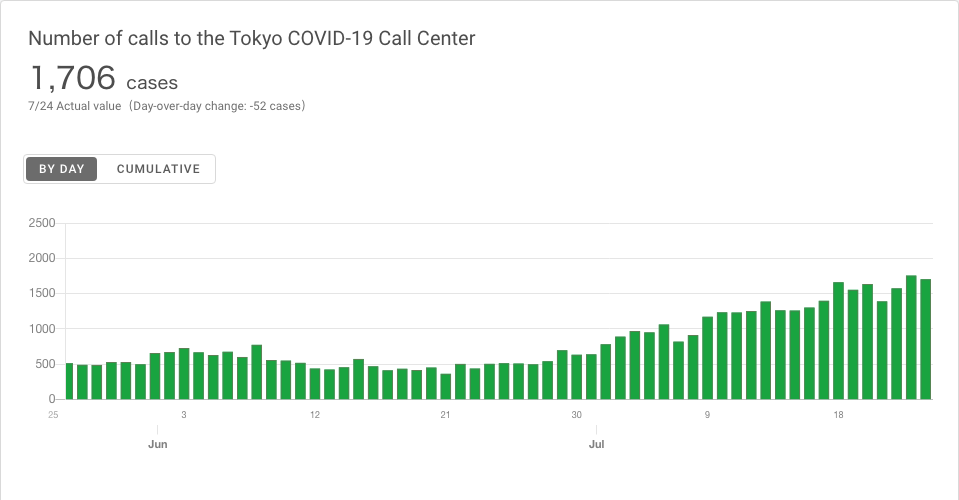 Number of calls to the Tokyo COVID-19 Call Center
1,706 cases
7/24 Actual value（Day-over-day change: -52 cases）
BY DAY CUMULATIVE
2500
2000
1500
1000
500
0
25 3 12 21 30 9 18
Jun Jul